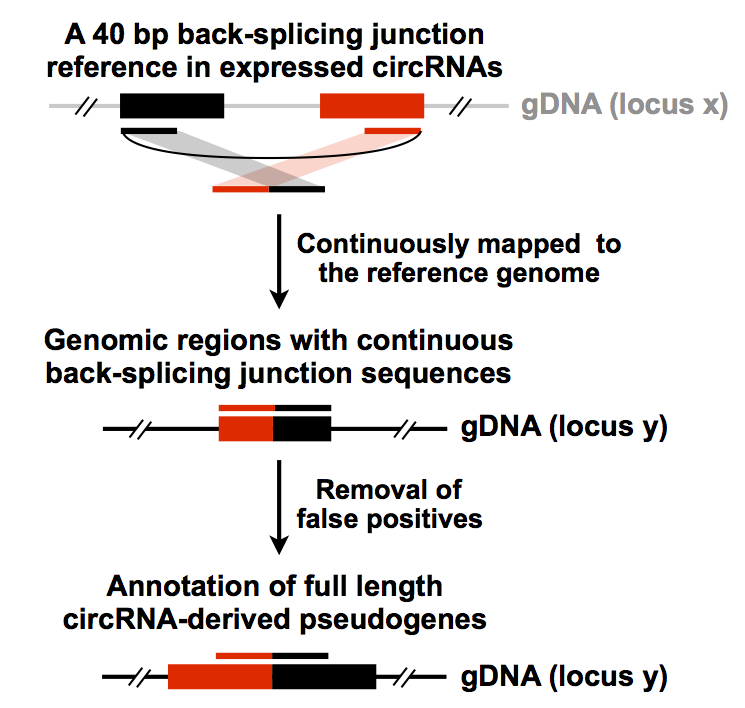 A 40 bp back-splicing junction
reference in expressed circRNAs
gDNA (locus x)
Continuously mapped to
the reference genome
Genomic regions with continuous
back-splicing junction sequences
gDNA (locus y)
Removal of
false positives
Annotation of full length
circRNA-derived pseudogenes
gDNA (locus y)